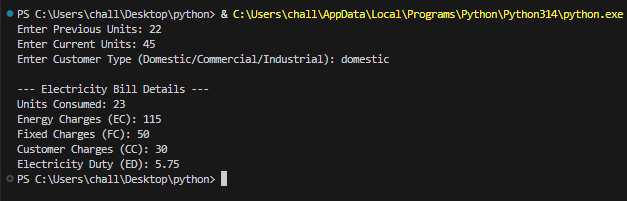 PS C:\Users\chall\Desktop\python> & C:\Users\chall\AppData\Local\Programs\Python\Python314\python.exe
Enter Previous Units: 22
Enter Current Units: 45
Enter Customer Type (Domestic/Commercial/Industrial): domestic
--- Electricity Bill Details ---
Units Consumed: 23
Energy Charges (EC): 115
Fixed Charges (FC): 50
Customer Charges (CC): 30
Electricity Duty (ED): 5.75
PS C:\Users\chall\Desktop\python>